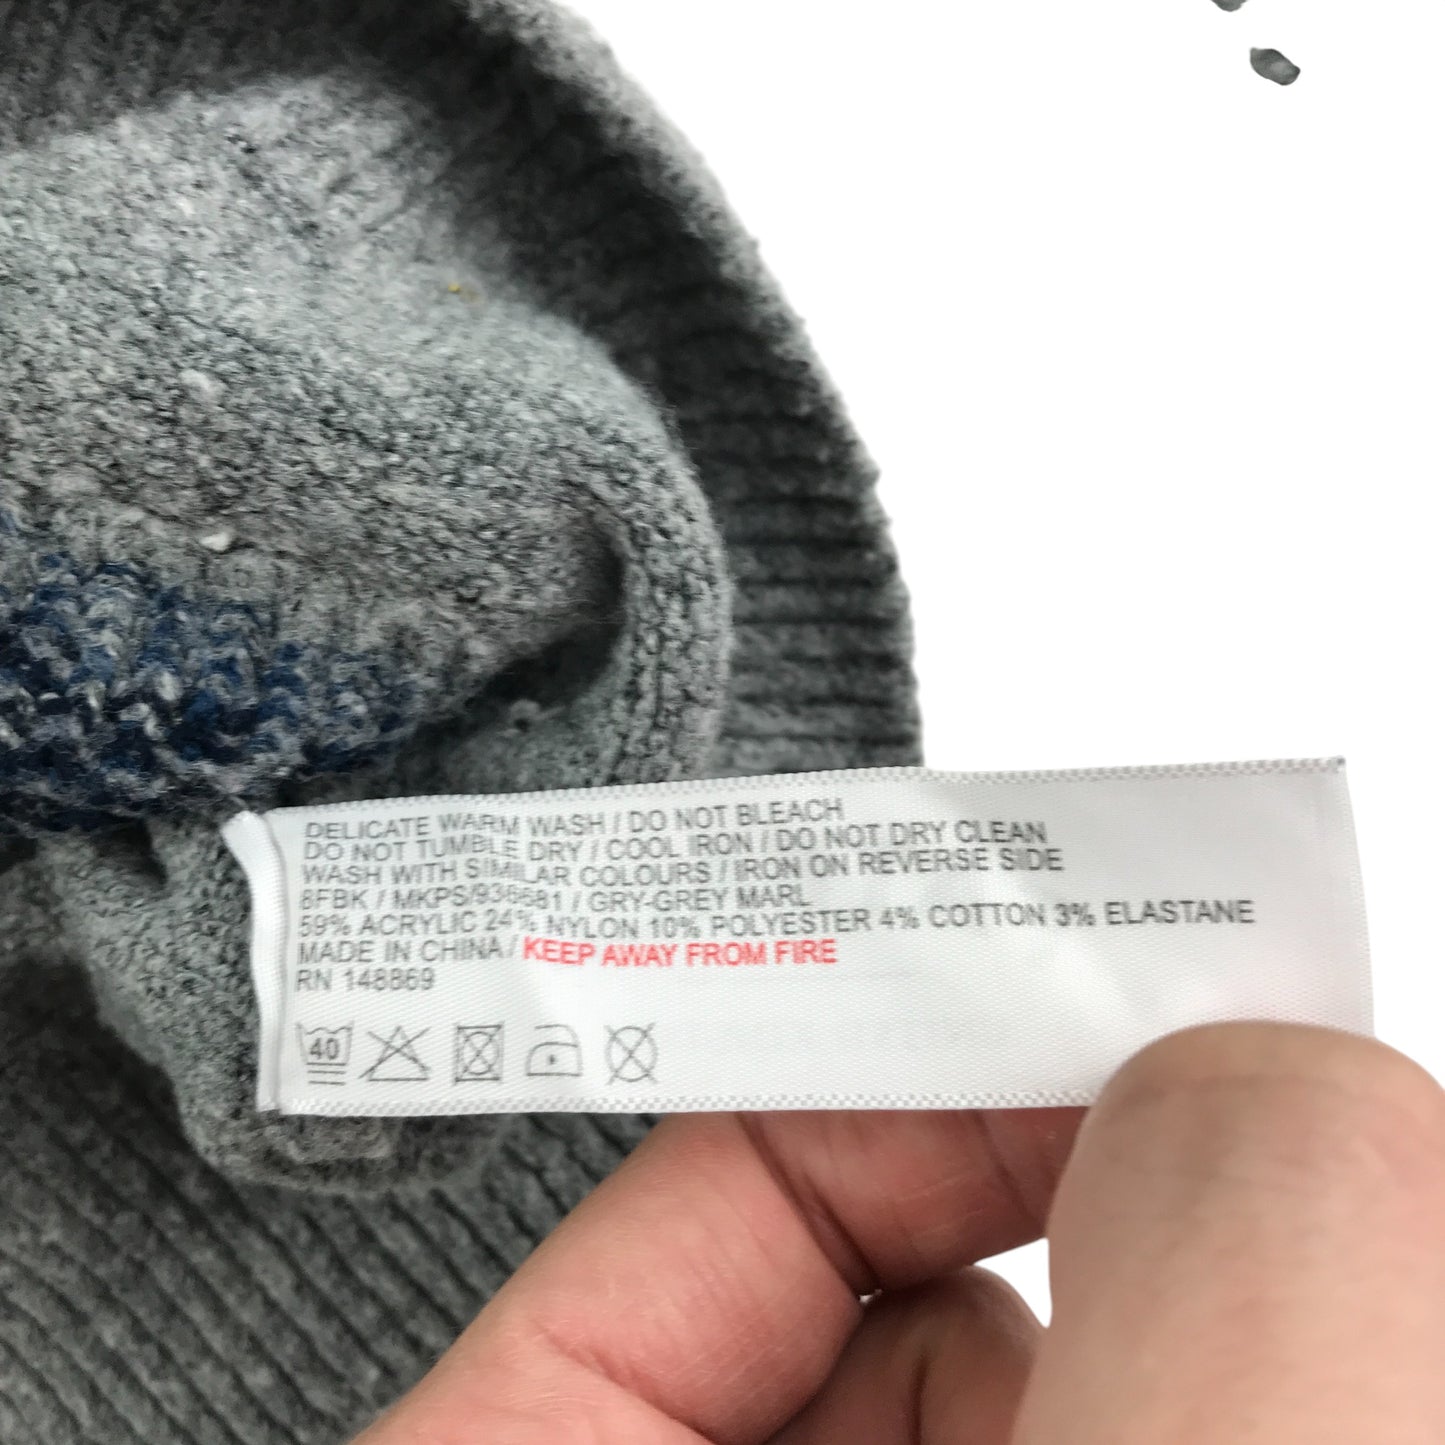 DELICATE WARM WASH / DO NOT BLEACH
DO NOT TUMBLE DRY / COOL IRON / DO NOT DRY CLEAN
WASH WITH SIMILAR COLOURS / IRON ON REVERSE SIDE
8FBK / MKPS/936681 / GRY-GREY MARL
59% ACRYLIC 24% NYLON 10% POLYESTER 4% COTTON 3% ELASTANE
MADE IN CHINA / KEEP AWAY FROM FIRE
RN 148869
40